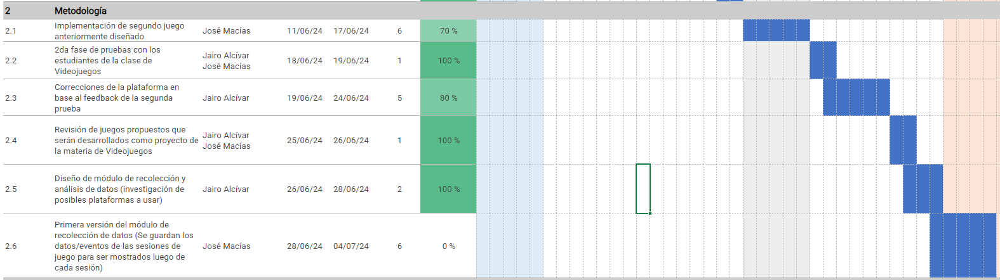 2 Metodología
2.1 Implementación de segundo juego anteriormente diseñado José Macías 11/06/24 17/06/24 6 70 %
2.2 2da fase de pruebas con los estudiantes de la clase de Videojuegos Jairo Alcívar José Macías 18/06/24 19/06/24 1 100 %
2.3 Correcciones de la plataforma en base al feedback de la segunda prueba Jairo Alcívar 19/06/24 24/06/24 5 80 %
2.4 Revisión de juegos propuestos que serán desarrollados como proyecto de la materia de Videojuegos Jairo Alcívar José Macías 25/06/24 26/06/24 1 100 %
2.5 Diseño de módulo de recolección y análisis de datos (investigación de posibles plataformas a usar) Jairo Alcívar 26/06/24 28/06/24 2 100 %
2.6 Primera versión del módulo de recolección de datos (Se guardan los datos/eventos de las sesiones de juego para ser mostrados luego de cada sesión) José Macías 28/06/24 04/07/24 6 0 %